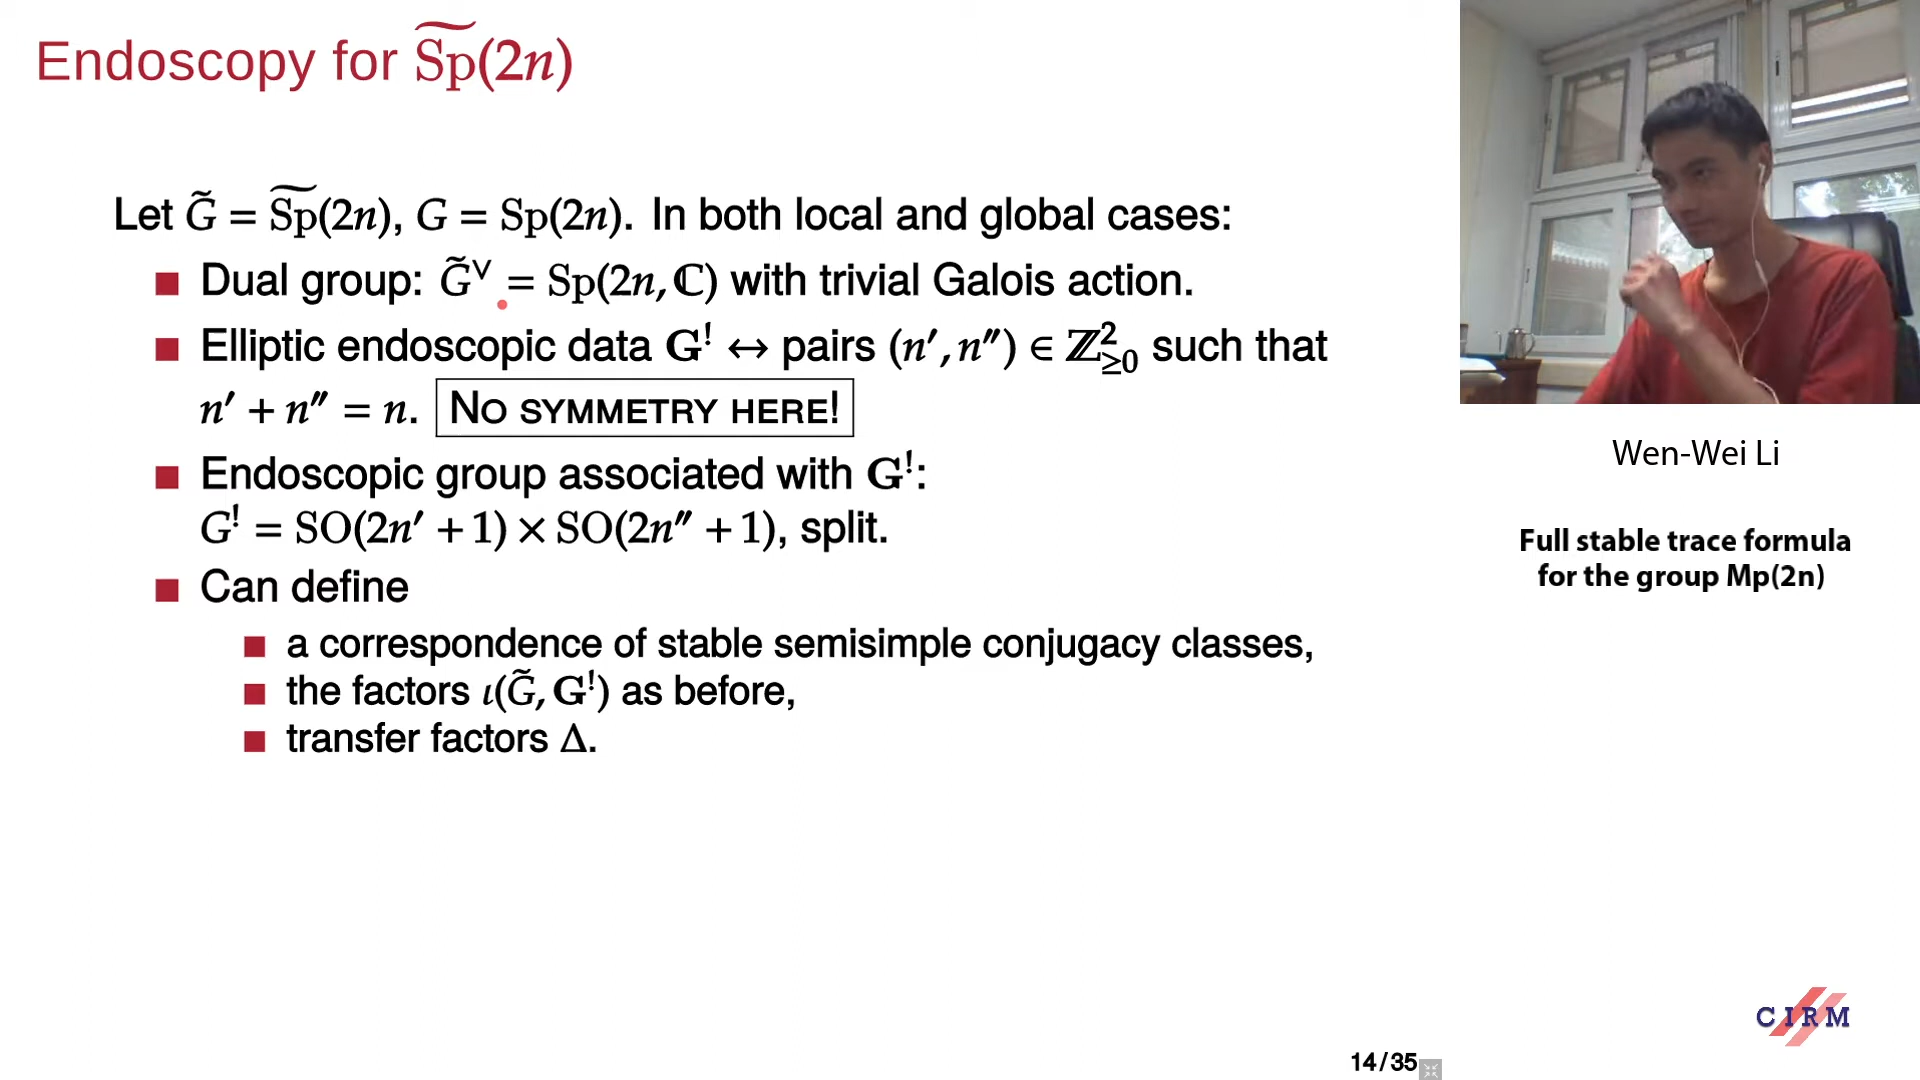 Endoscopy for S͠p(2n)
Let G̃ = S͠p(2n), G = Sp(2n). In both local and global cases:
■ Dual group: G̃^∨ = Sp(2n, ℂ) with trivial Galois action.
■ Elliptic endoscopic data 𝐆^! ↔ pairs (n′, n″) ∈ ℤ²_≥0 such that
n′ + n″ = n. NO SYMMETRY HERE!
■ Endoscopic group associated with 𝐆^!:
G^! = SO(2n′ + 1) × SO(2n″ + 1), split.
■ Can define
■ a correspondence of stable semisimple conjugacy classes,
■ the factors ι(G̃, 𝐆^!) as before,
■ transfer factors Δ.
14/35
Wen-Wei Li
Full stable trace formula
for the group Mp(2n)
CIRM